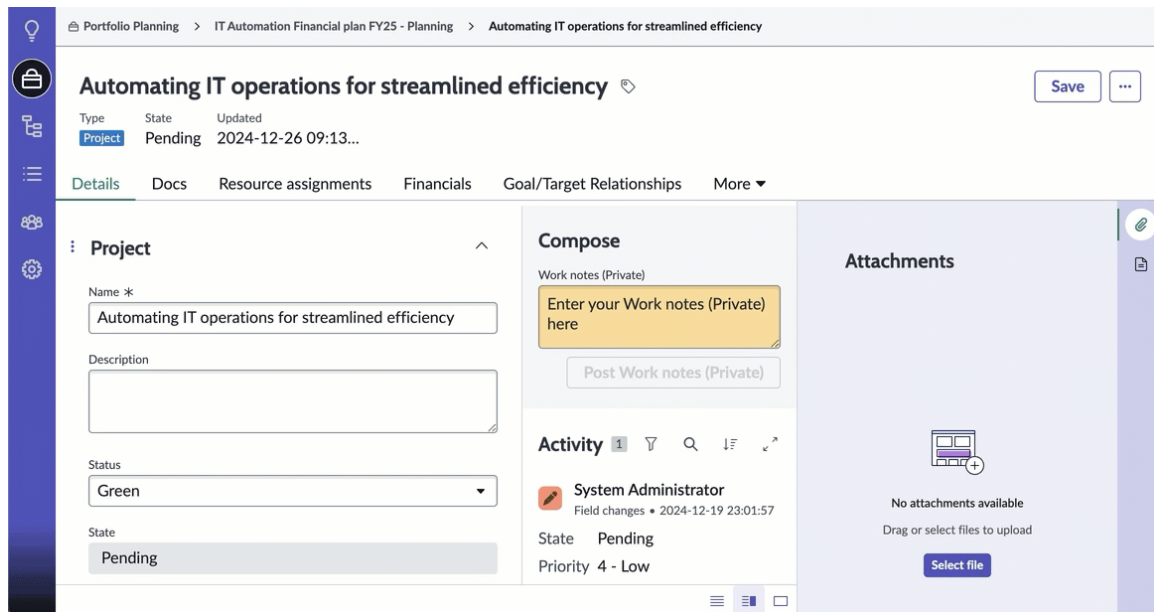 Portfolio Planning > IT Automation Financial plan FY25 - Planning > Automating IT operations for streamlined efficiency
Automating IT operations for streamlined efficiency
Save
...
Type State Updated
Project Pending 2024-12-26 09:13...
Details Docs Resource assignments Financials Goal/Target Relationships More
Project
Name *
Automating IT operations for streamlined efficiency
Description
Status
Green
State
Pending
Compose
Work notes (Private)
Enter your Work notes (Private)
here
Post Work notes (Private)
Activity 1
System Administrator
Field changes • 2024-12-19 23:01:57
State Pending
Priority 4 - Low
Attachments
No attachments available
Drag or select files to upload
Select file